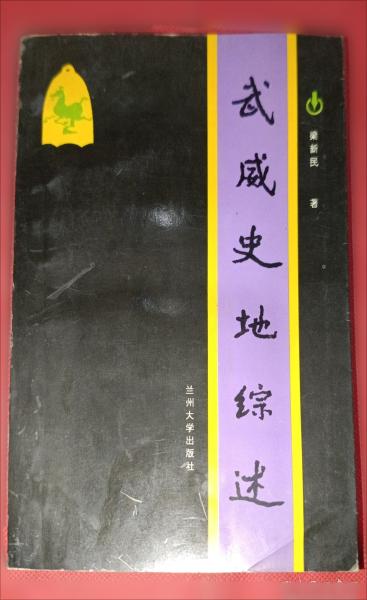 武威史地综述
梁新民 著
兰州大学出版社